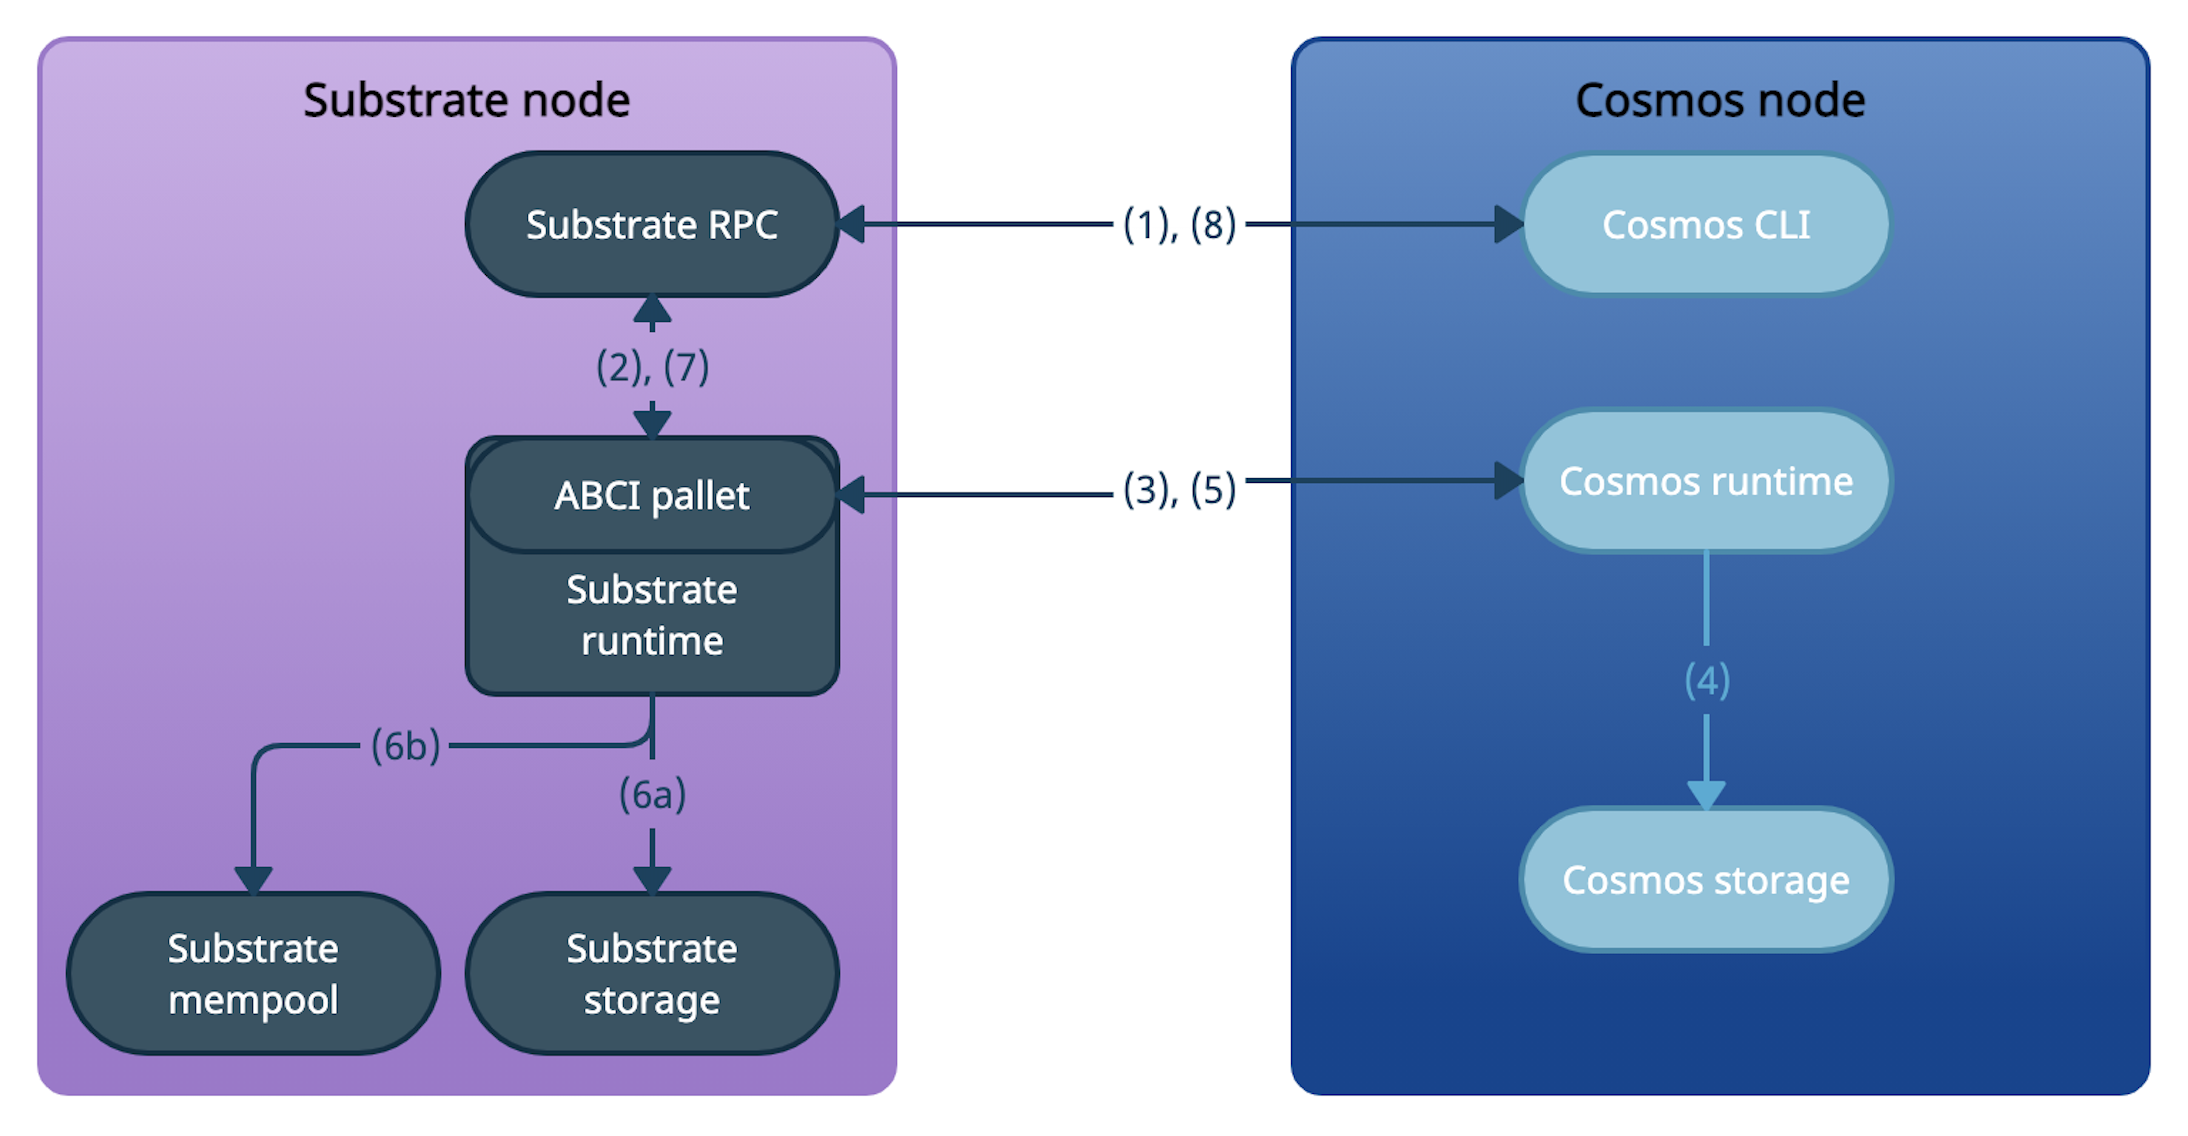 Substrate node
Substrate RPC
(2), (7)
ABCI pallet
Substrate
runtime
(6b)
(6a)
Substrate
mempool
Substrate
storage
(1), (8)
(3), (5)
Cosmos node
Cosmos CLI
Cosmos runtime
(4)
Cosmos storage